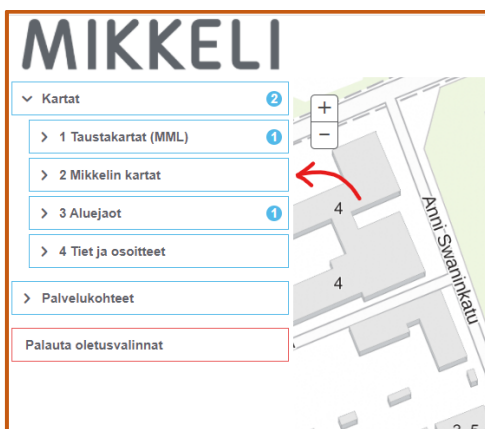 MIKKELI
Kartat 2
1 Taustakartat (MML) 1
2 Mikkelin kartat
3 Aluejaot 1
4 Tiet ja osoitteet
Palvelukohteet
Palauta oletusvalinnat
+
−
4
4
Anni Swaninkatu